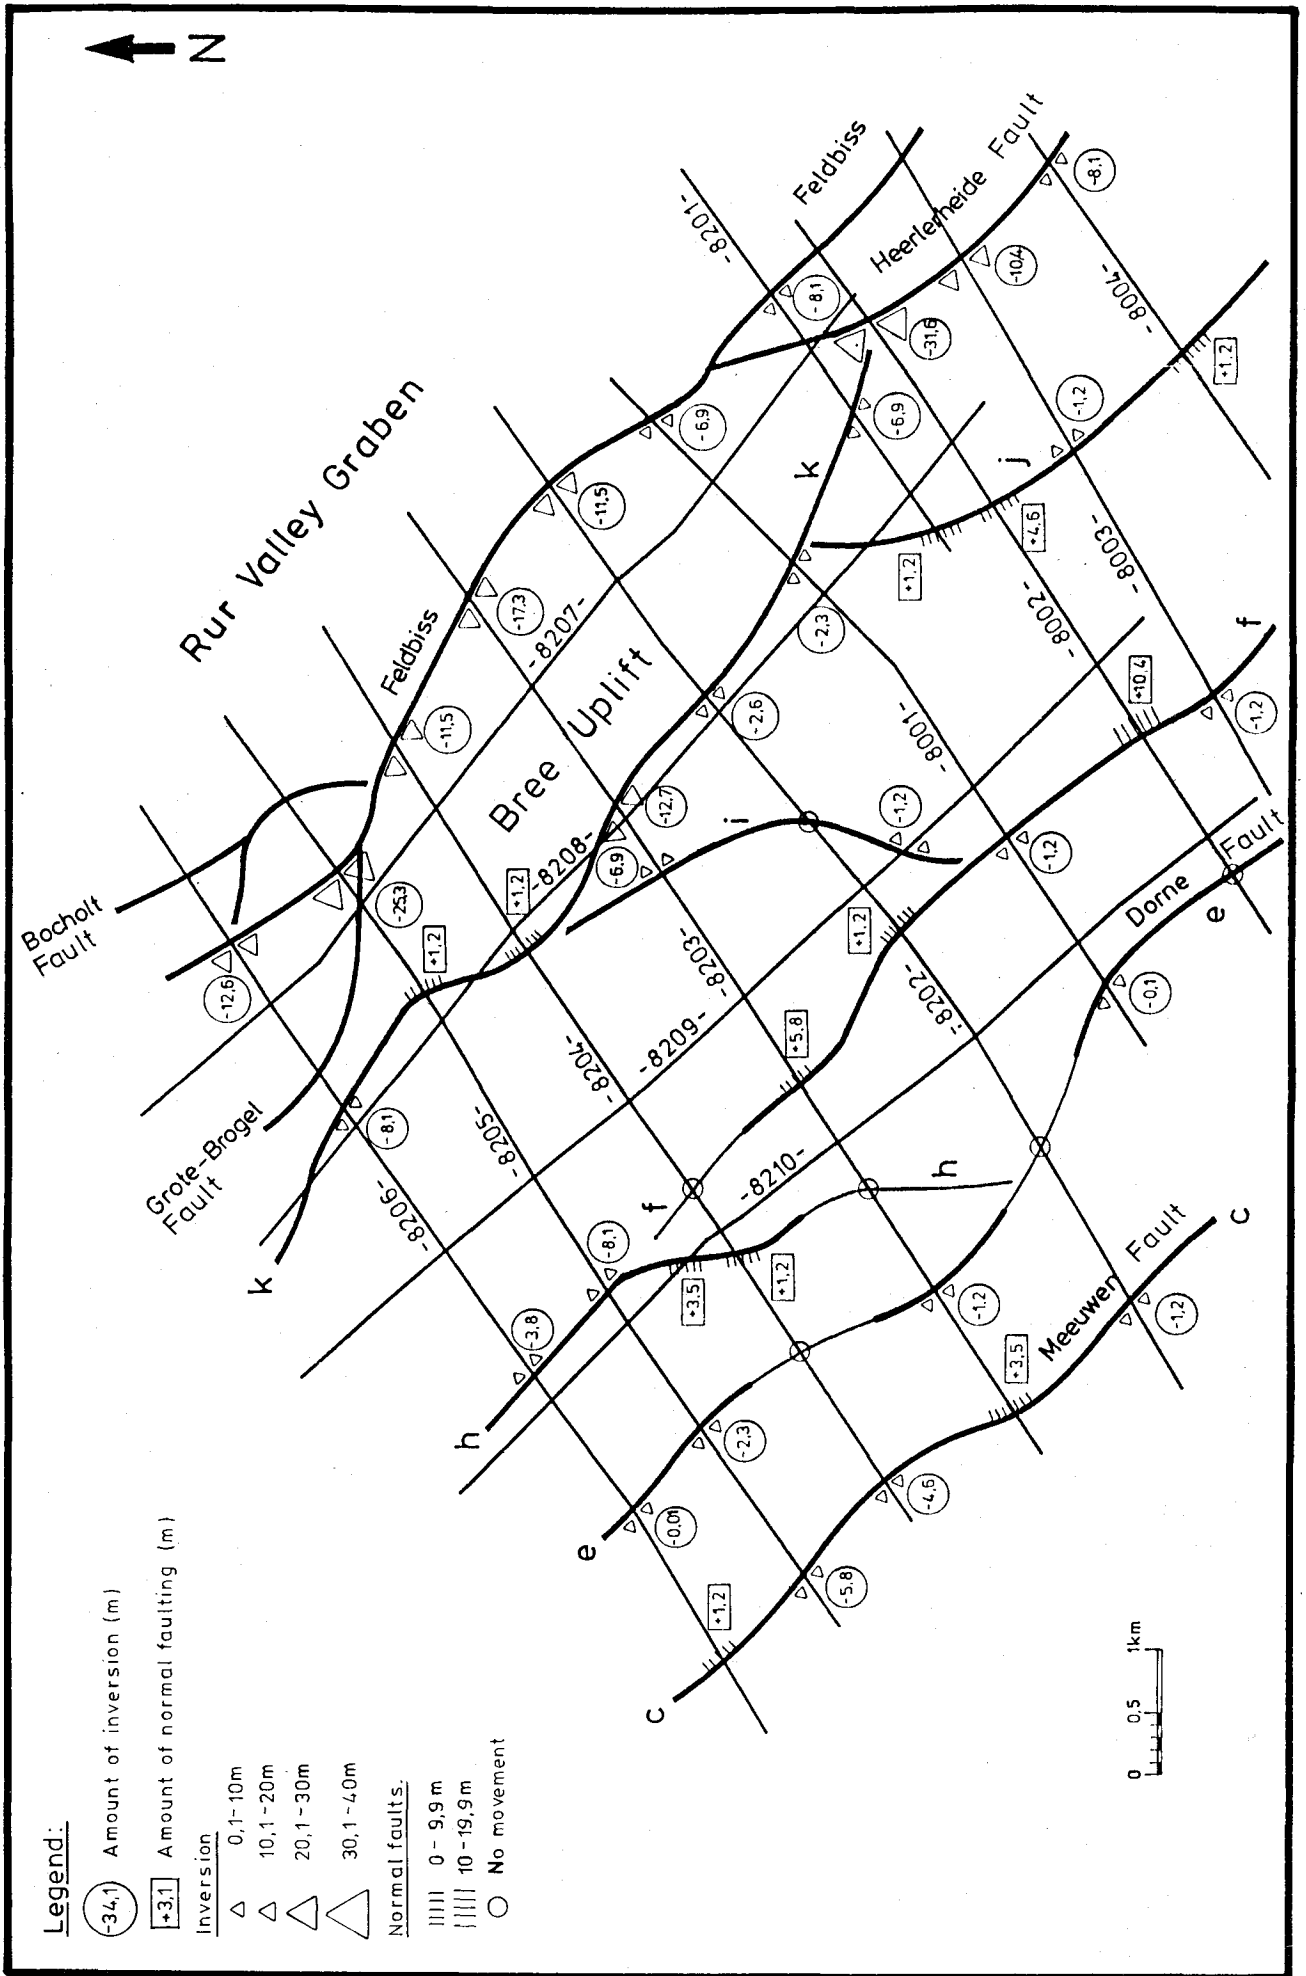 N
Legend:
-34,1 Amount of inversion (m)
+3,1 Amount of normal faulting (m)
Inversion
0,1-10m
10,1-20m
20,1-30m
30,1-40m
Normal faults.
0 - 9,9 m
10 - 19,9 m
No movement
0 0,5 1km
Rur Valley Graben
Bree Uplift
Bocholt
Fault
Grote-Brogel
Fault
Feldbiss
Feldbiss
Heerlerheide Fault
Dorne Fault
Meeuwen Fault
-8201-
-8202-
-8203-
-8204-
-8205-
-8206-
-8207-
-8208-
-8209-
-8210-
-8001-
-8002-
-8003-
-8004-
k
k
h
h
e
e
c
c
f
f
i
j
-12,6
-25,3
-6,9
-11,5
-17,3
-11,5
-6,9
-8,1
-31,6
-10,4
-8,1
-8,1
+1,2
+1,2
-12,7
-2,6
-2,3
-6,9
-6,9
-1,2
+1,2
+4,6
-1,2
+1,2
+5,8
+1,2
-1,2
+10,4
-1,2
-3,8
-8,1
+3,5
+1,2
-0,01
-2,3
-1,2
-0,1
+1,2
-5,8
-4,6
+3,5
-1,2